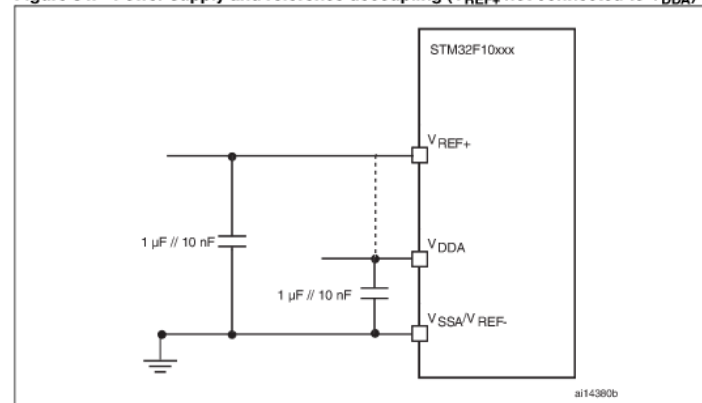 STM32F10xxx
VREF+
1 µF // 10 nF
VDDA
1 µF // 10 nF
VSSA/VREF-
ai14380b